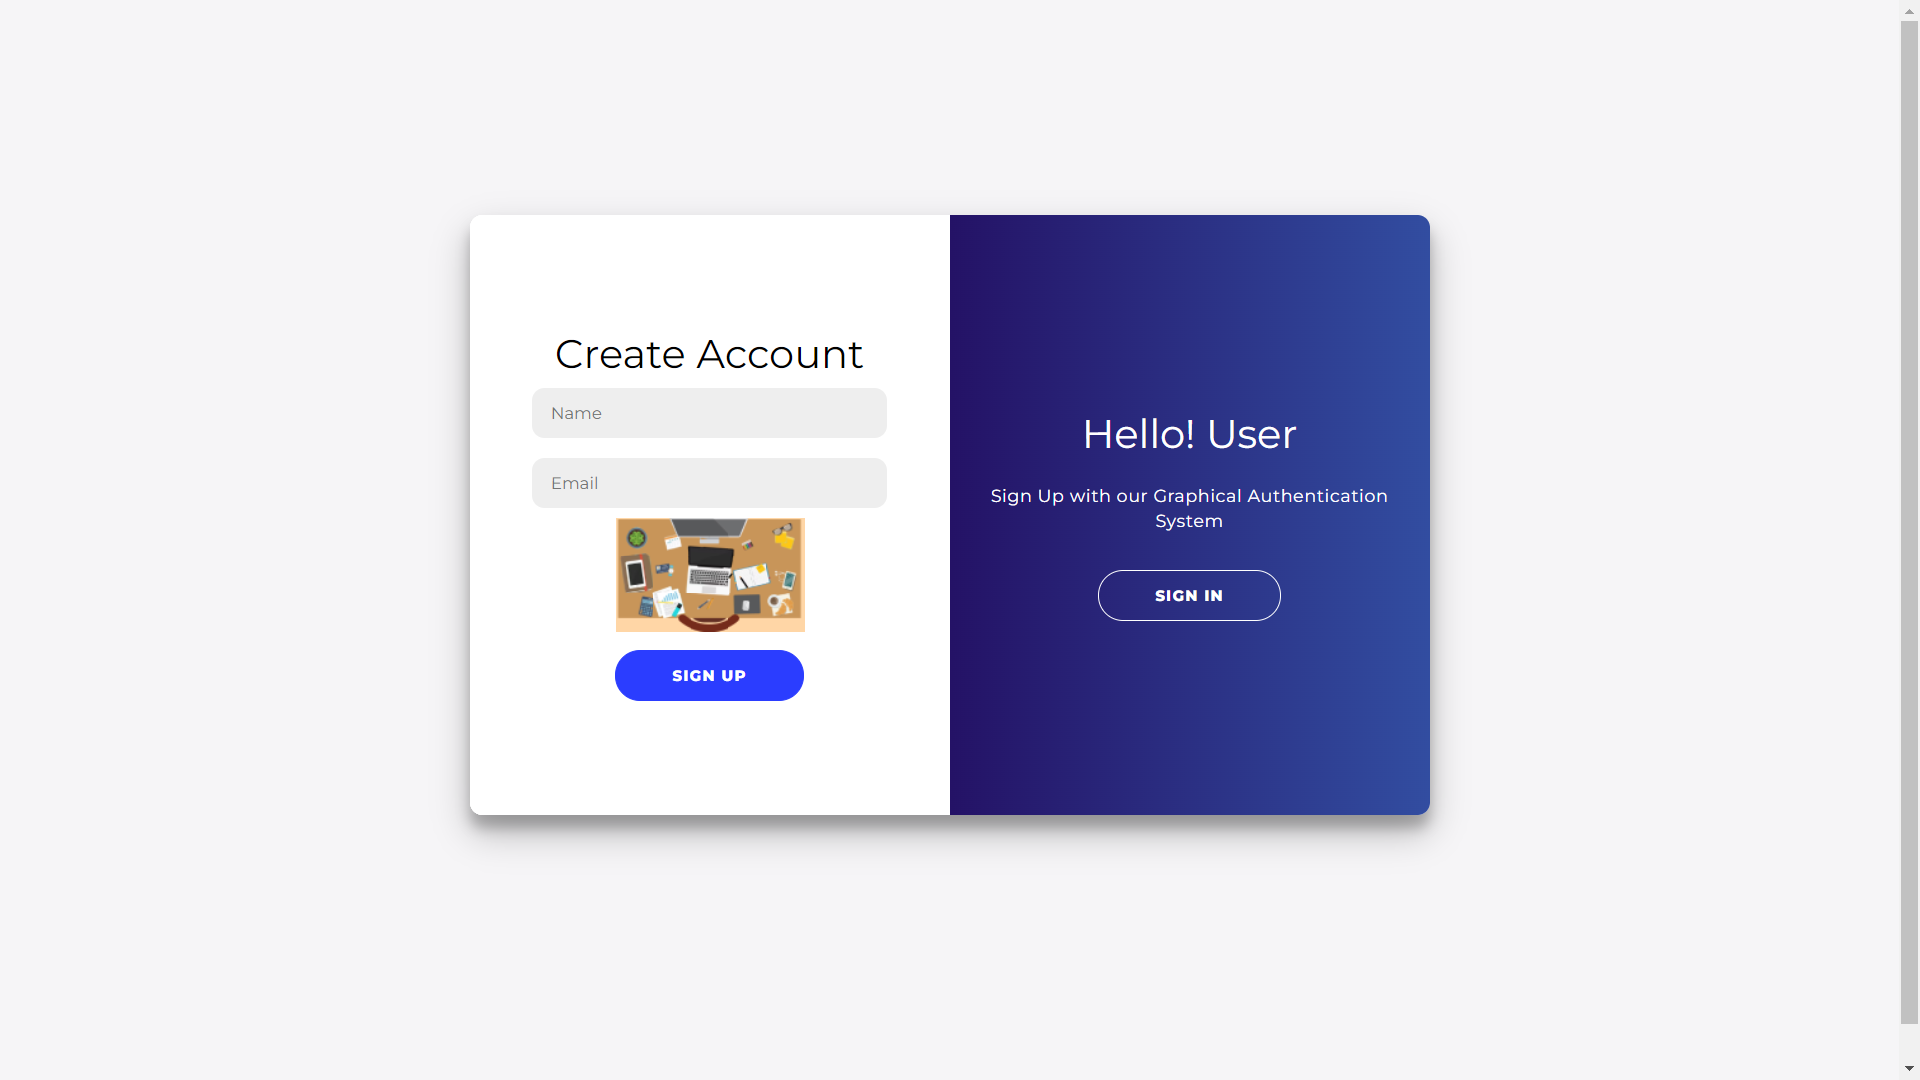 Create Account
Name
Email
SIGN UP
Hello! User
Sign Up with our Graphical Authentication
System
SIGN IN